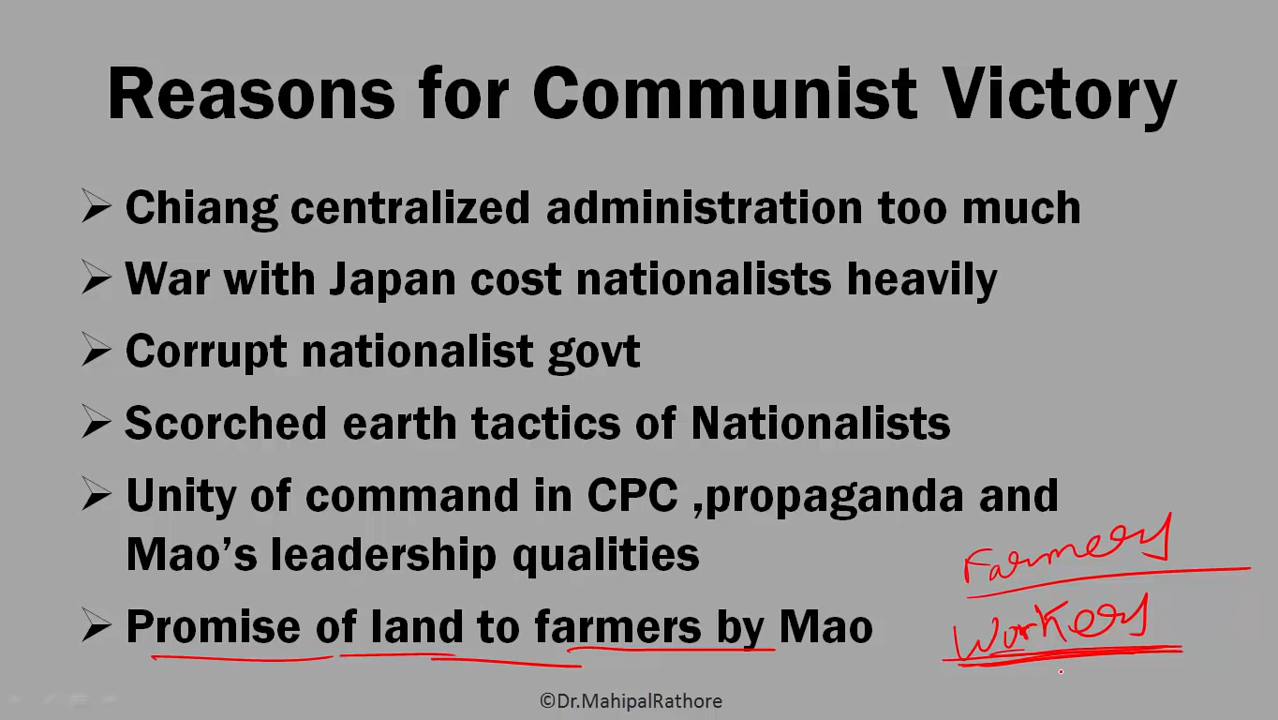 Reasons for Communist Victory
Chiang centralized administration too much
War with Japan cost nationalists heavily
Corrupt nationalist govt
Scorched earth tactics of Nationalists
Unity of command in CPC ,propaganda and
Mao's leadership qualities
Farmers
Promise of land to farmers by Mao
Workers
©Dr.MahipalRathore